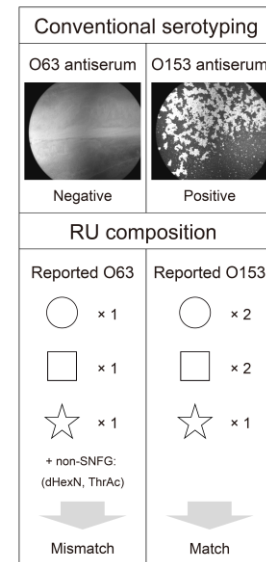 Conventional serotyping
O63 antiserum O153 antiserum
Negative Positive
RU composition
Reported O63 Reported O153
× 1 × 2
× 1 × 2
× 1 × 1
+ non-SNFG:
(dHexN, ThrAc)
Mismatch Match